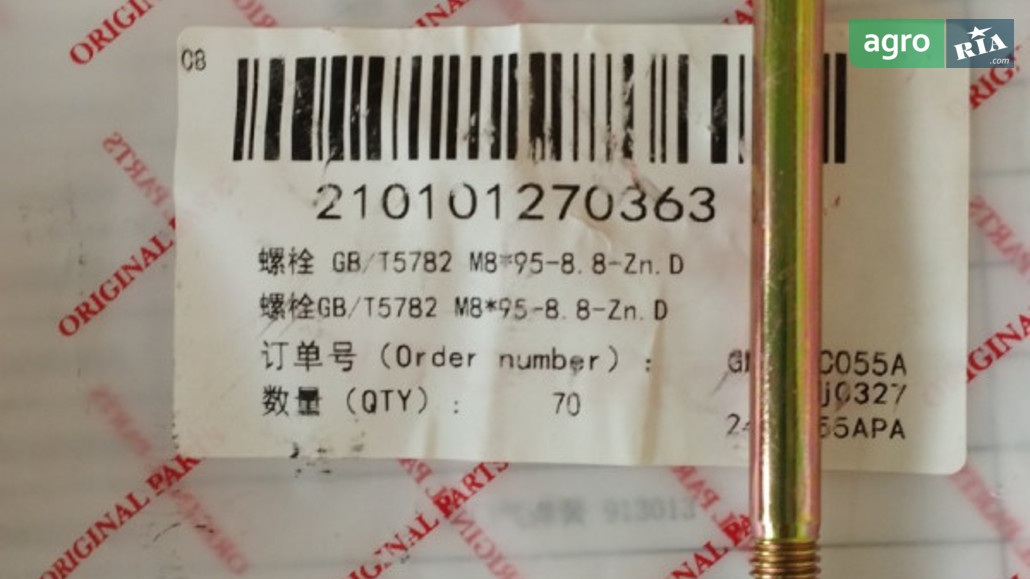 agro RIA .com
08
210101270363
螺栓 GB/T5782 M8*95-8.8-Zn.D
螺栓GB/T5782 M8*95-8.8-Zn.D
订单号（Order number）：
C055A
j0327
数量（QTY）： 70
55APA
ORIGINAL
ORIGINAL
ORIGINAL PARTS
ORIGINAL PARTS